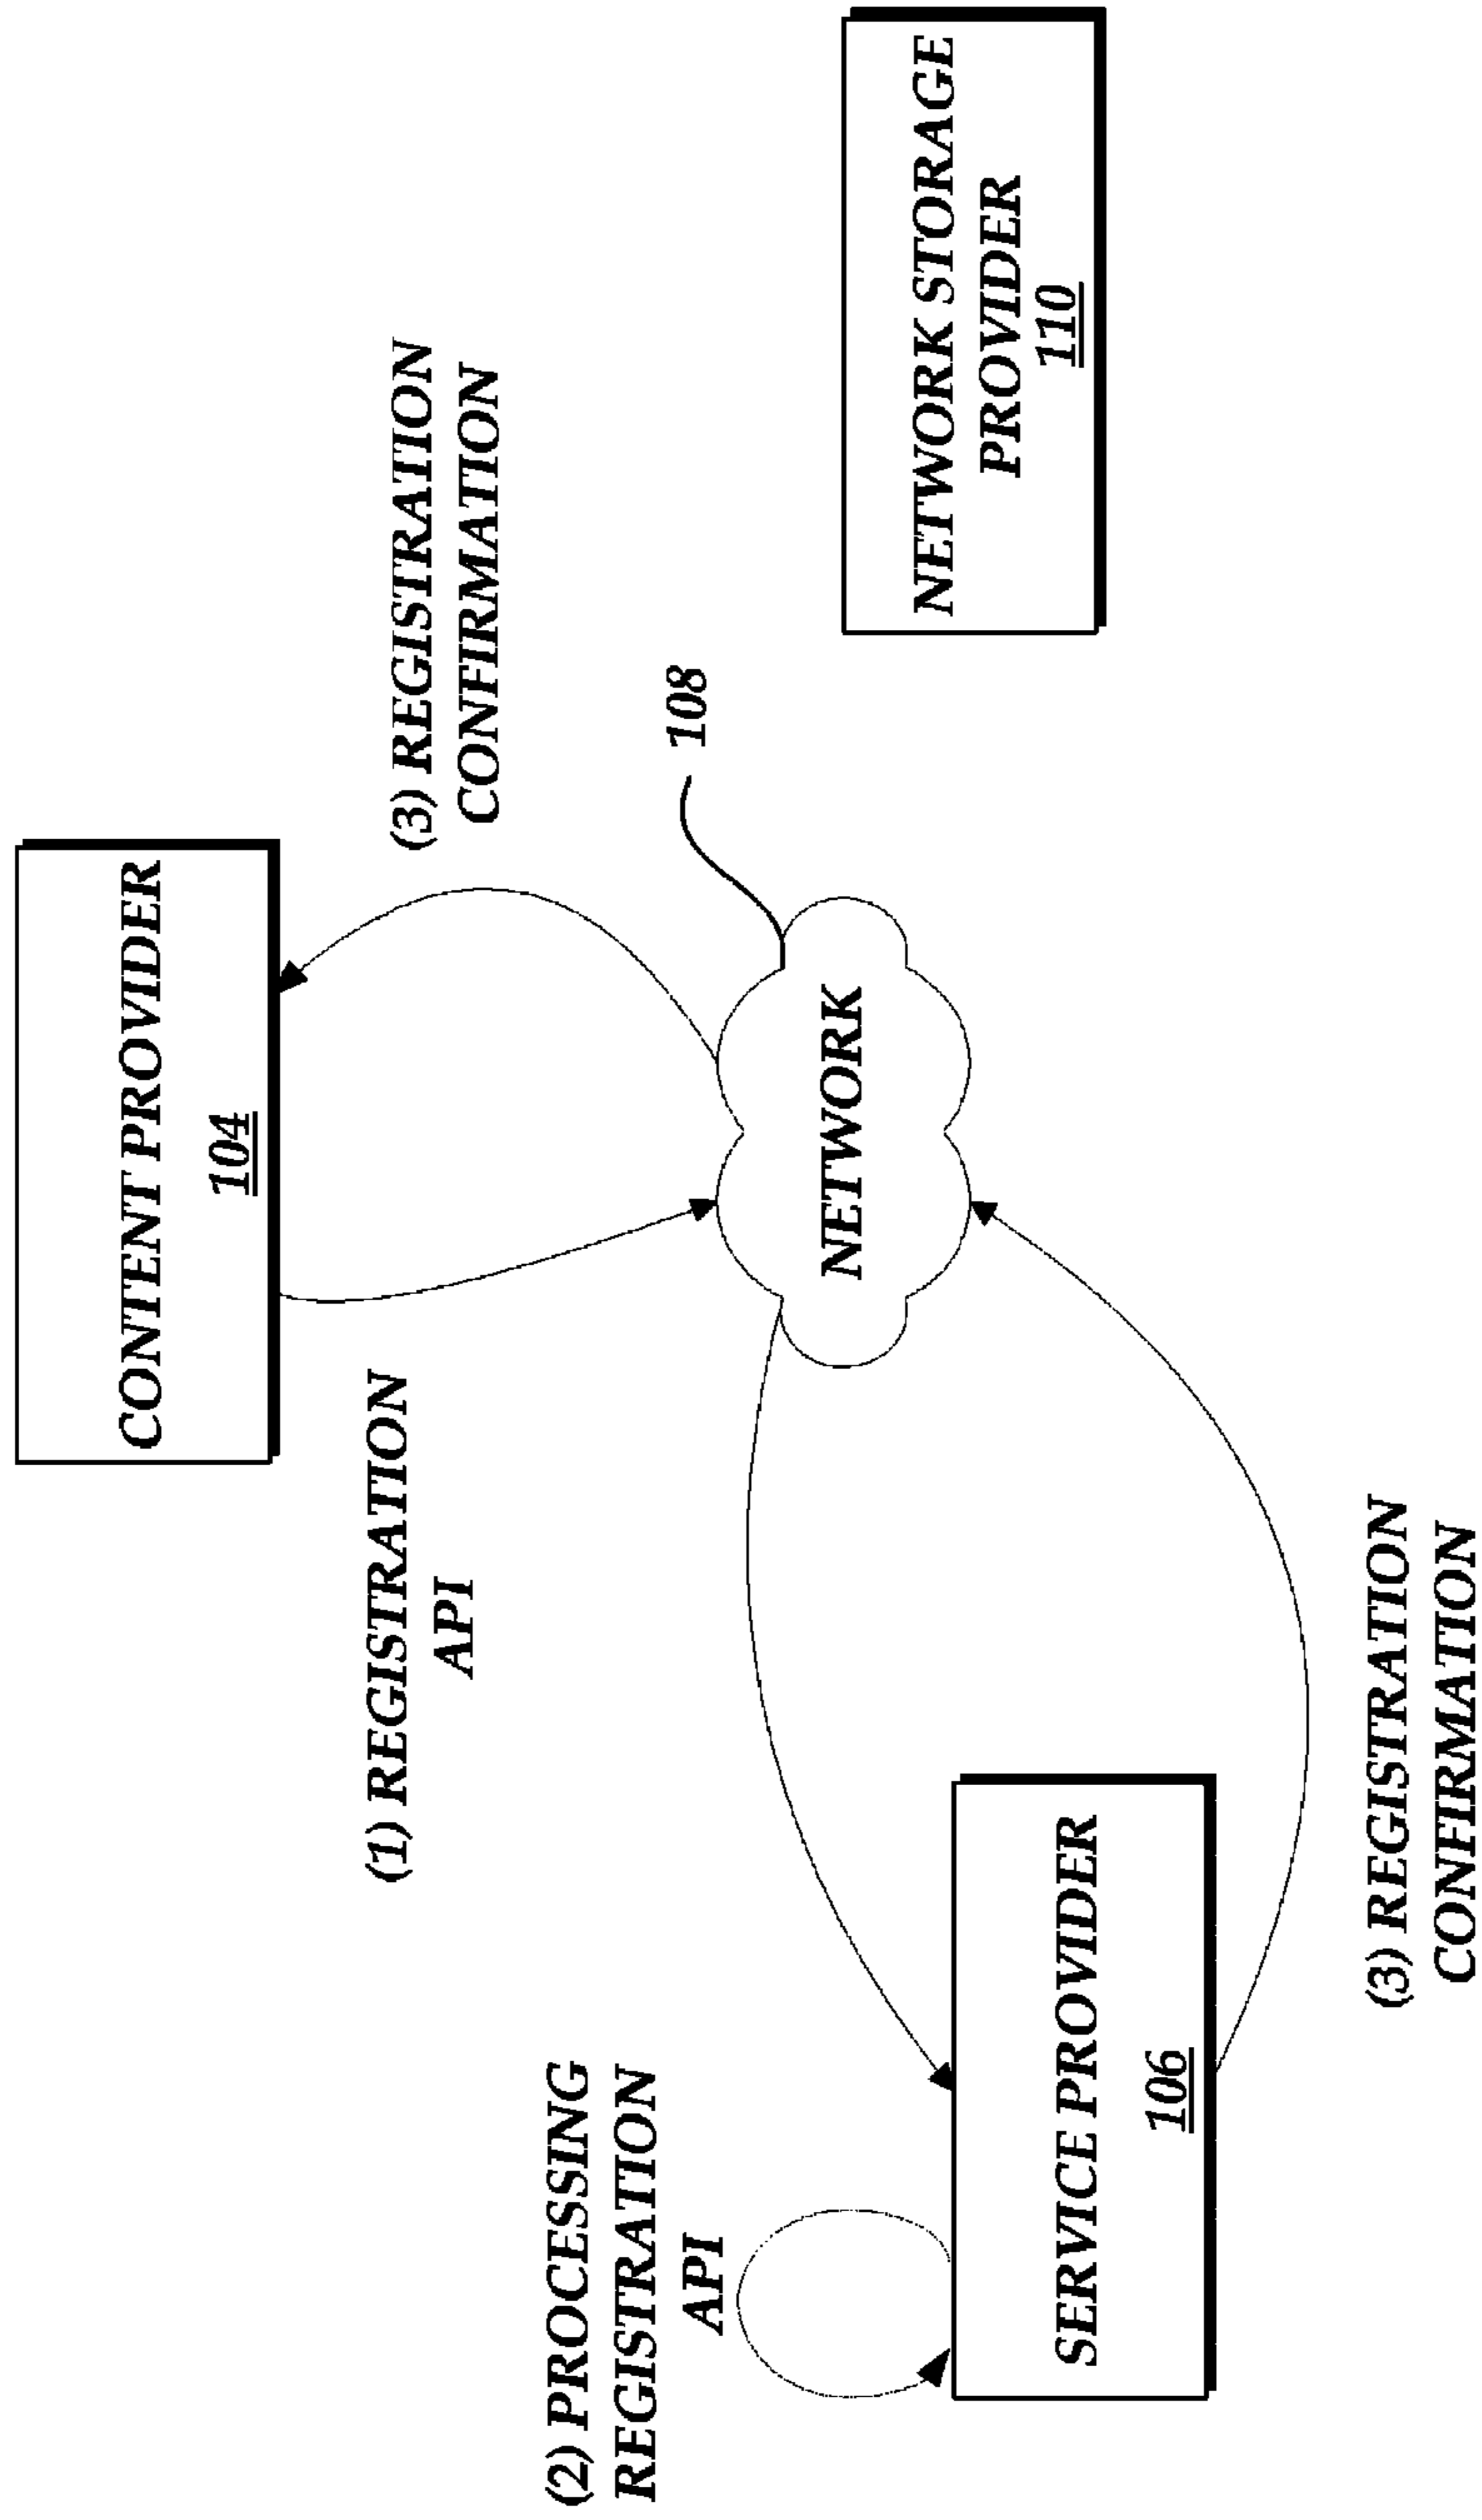 CONTENT PROVIDER
104
(1) REGISTRATION
API
(3) REGISTRATION
CONFIRMATION
(2) PROCESSING
REGISTRATION
API
108
NETWORK
SERVICE PROVIDER
106
NETWORK STORAGE
PROVIDER
110
(3) REGISTRATION
CONFIRMATION